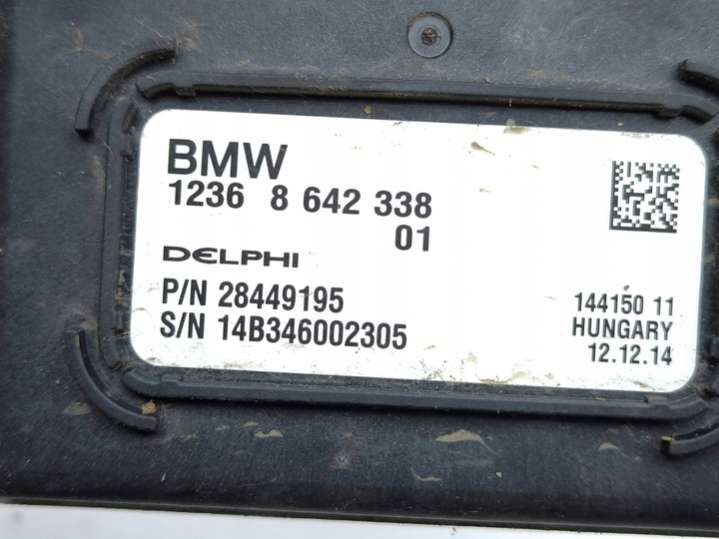 BMW
1236 8 642 338
01
DELPHI
P/N 28449195
S/N 14B346002305
144150 11
HUNGARY
12.12.14